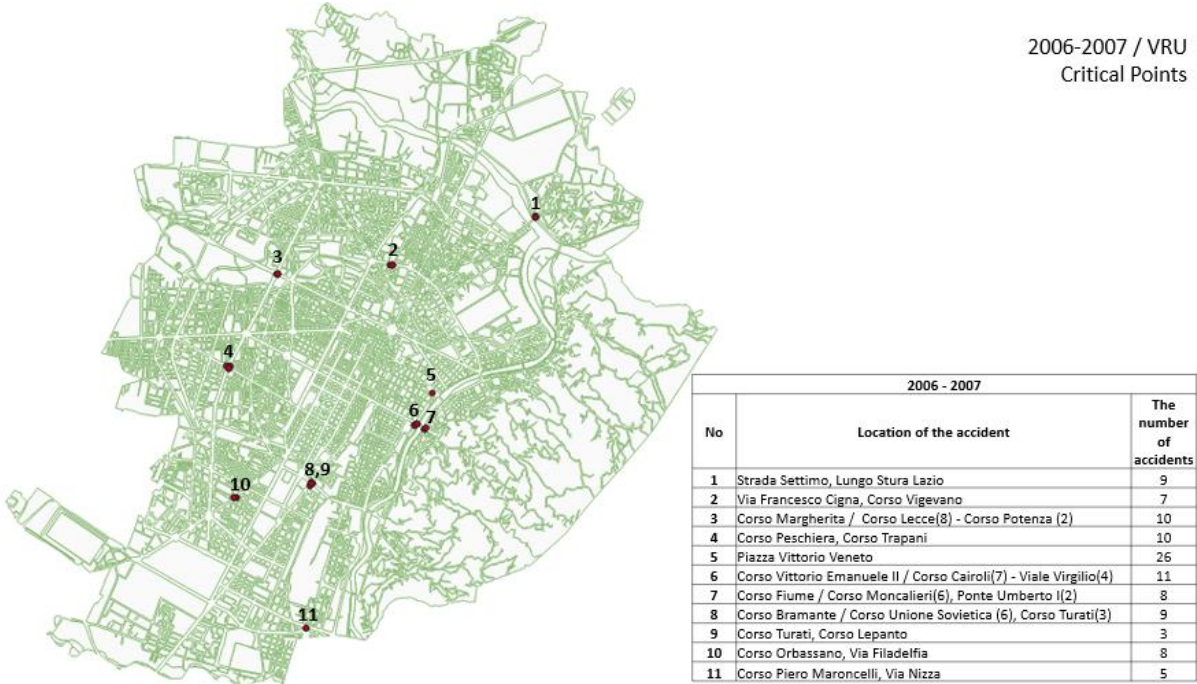 2006-2007 / VRU
Critical Points
1
2
3
4
5
6 7
8,9
10
11
2006 - 2007
No Location of the accident The number of accidents
1 Strada Settimo, Lungo Stura Lazio 9
2 Via Francesco Cigna, Corso Vigevano 7
3 Corso Margherita / Corso Lecce(8) - Corso Potenza (2) 10
4 Corso Peschiera, Corso Trapani 10
5 Piazza Vittorio Veneto 26
6 Corso Vittorio Emanuele II / Corso Cairoli(7) - Viale Virgilio(4) 11
7 Corso Fiume / Corso Moncalieri(6), Ponte Umberto I(2) 8
8 Corso Bramante / Corso Unione Sovietica (6), Corso Turati(3) 9
9 Corso Turati, Corso Lepanto 3
10 Corso Orbassano, Via Filadelfia 8
11 Corso Piero Maroncelli, Via Nizza 5